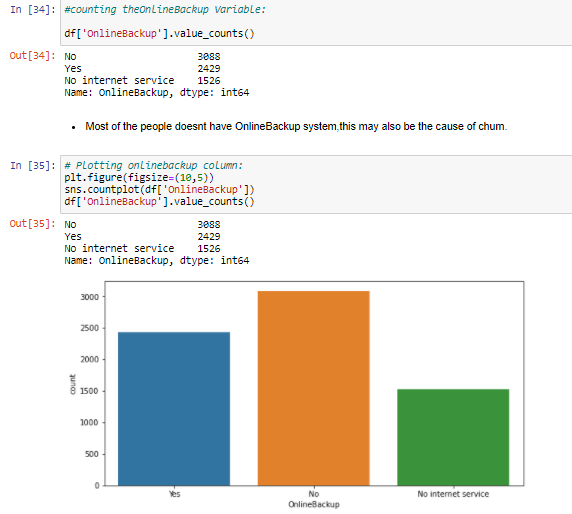 In [34]: #counting theOnlineBackup Variable:
df['OnlineBackup'].value_counts()
Out[34]: No 3088
Yes 2429
No internet service 1526
Name: OnlineBackup, dtype: int64
• Most of the people doesnt have OnlineBackup system,this may also be the cause of churn.
In [35]: # Plotting onlinebackup column:
plt.figure(figsize=(10,5))
sns.countplot(df['OnlineBackup'])
df['OnlineBackup'].value_counts()
Out[35]: No 3088
Yes 2429
No internet service 1526
Name: OnlineBackup, dtype: int64
3000
2500
2000
1500
1000
500
0
count
Yes No No internet service
OnlineBackup